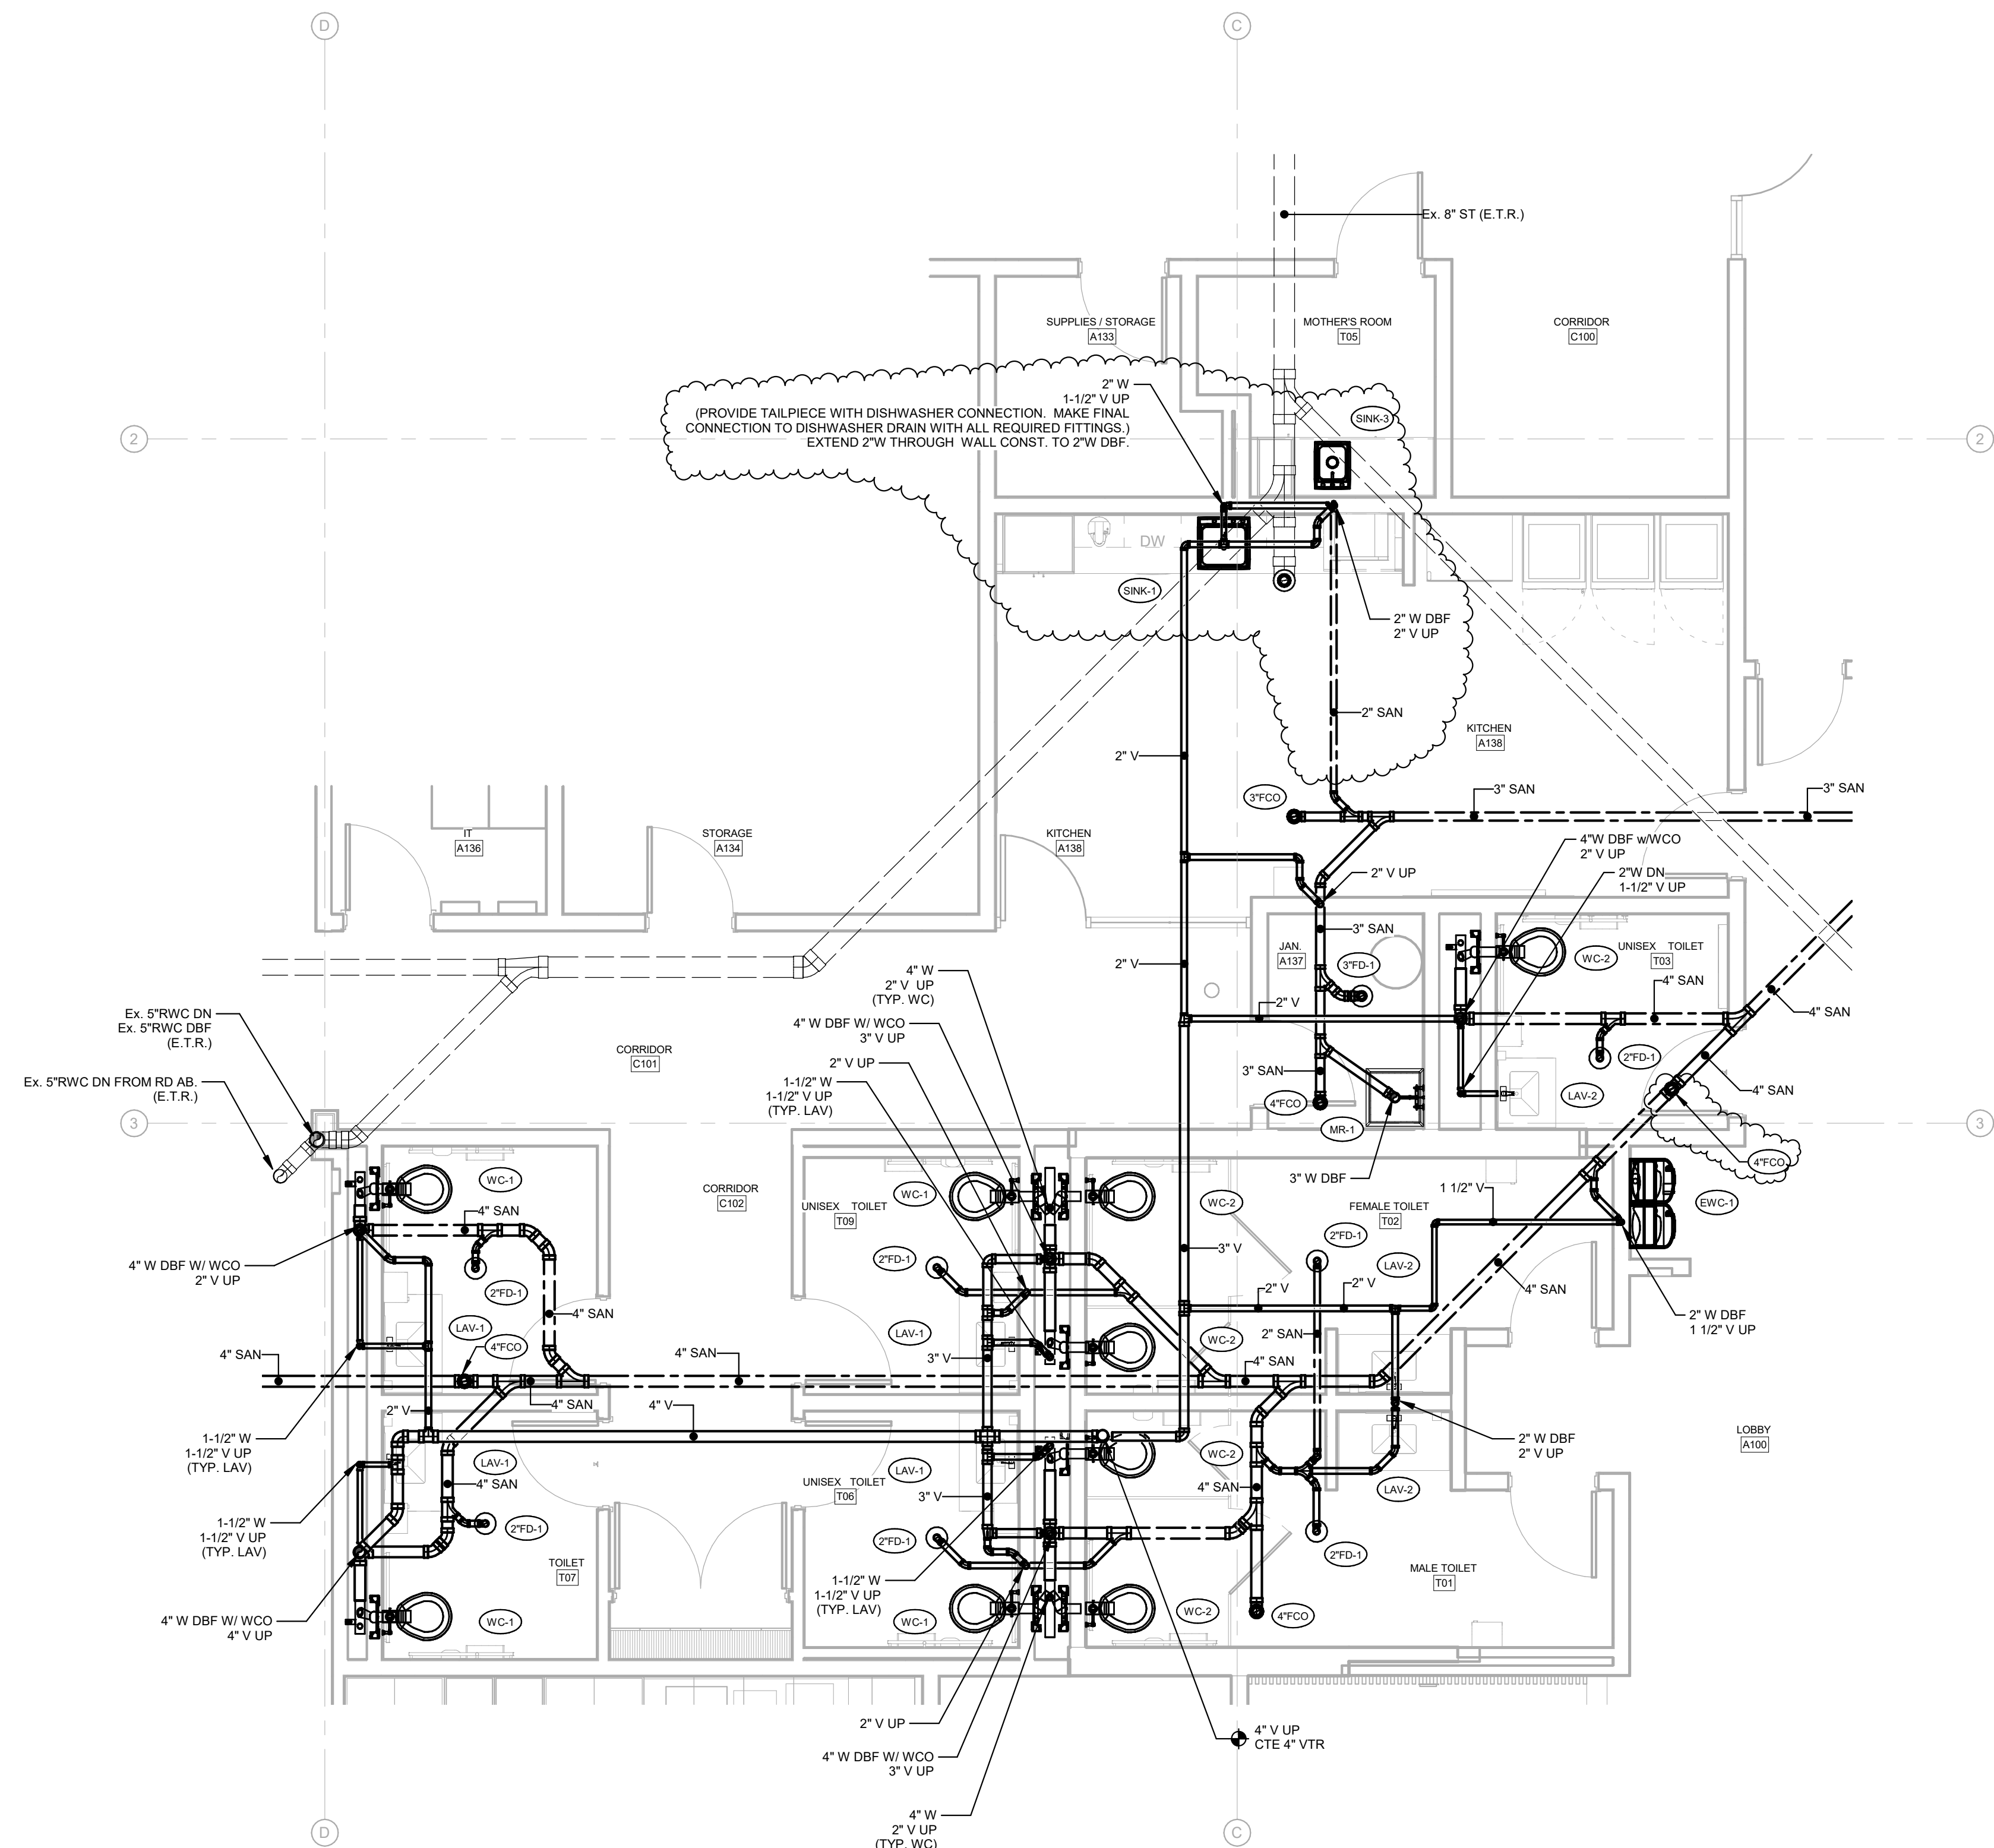 D
C
Ex. 8" ST (E.T.R.)
SUPPLIES / STORAGE
A133
MOTHER'S ROOM
T05
CORRIDOR
C100
2" W
1-1/2" V UP
(PROVIDE TAILPIECE WITH DISHWASHER CONNECTION. MAKE FINAL
CONNECTION TO DISHWASHER DRAIN WITH ALL REQUIRED FITTINGS.)
EXTEND 2"W THROUGH WALL CONST. TO 2"W DBF.
SINK-3
2
2
DW
SINK-1
2" W DBF
2" V UP
2" SAN
KITCHEN
A138
2" V
3"FCO
3" SAN
3" SAN
IT
A136
STORAGE
A134
KITCHEN
A138
4"W DBF w/WCO
2" V UP
2"W DN
1-1/2" V UP
2" V UP
3" SAN
JAN.
A137
3"FD-1
WC-2
UNISEX TOILET
T03
4" SAN
4" SAN
2" V
4" W
2" V UP
(TYP. WC)
2" V
4" W DBF W/ WCO
3" V UP
Ex. 5"RWC DN
Ex. 5"RWC DBF
(E.T.R.)
CORRIDOR
C101
2" V UP
2"FD-1
Ex. 5"RWC DN FROM RD AB.
(E.T.R.)
1-1/2" W
1-1/2" V UP
(TYP. LAV)
3" SAN
4" SAN
4"FCO
LAV-2
3
3
MR-1
4"FCO
3" W DBF
WC-1
CORRIDOR
C102
UNISEX TOILET
T09
WC-1
WC-2
1 1/2" V
FEMALE TOILET
T02
EWC-1
4" SAN
2"FD-1
2"FD-1
3" V
LAV-2
4" W DBF W/ WCO
2" V UP
2"FD-1
2" V
2" V
4" SAN
4" SAN
2" W DBF
1 1/2" V UP
LAV-1
LAV-1
4"FCO
WC-2
2" SAN
4" SAN
4" SAN
3" V
4" SAN
4" SAN
2" V
4" V
1-1/2" W
1-1/2" V UP
(TYP. LAV)
LOBBY
A100
2" W DBF
2" V UP
LAV-1
LAV-1
WC-2
4" SAN
UNISEX TOILET
T06
3" V
4" SAN
LAV-2
1-1/2" W
1-1/2" V UP
(TYP. LAV)
2"FD-1
2"FD-1
2"FD-1
TOILET
T07
MALE TOILET
T01
1-1/2" W
1-1/2" V UP
(TYP. LAV)
4" W DBF W/ WCO
4" V UP
WC-1
WC-1
WC-2
4"FCO
2" V UP
4" V UP
CTE 4" VTR
4" W DBF W/ WCO
3" V UP
4" W
2" V UP
(TYP. WC)
D
C